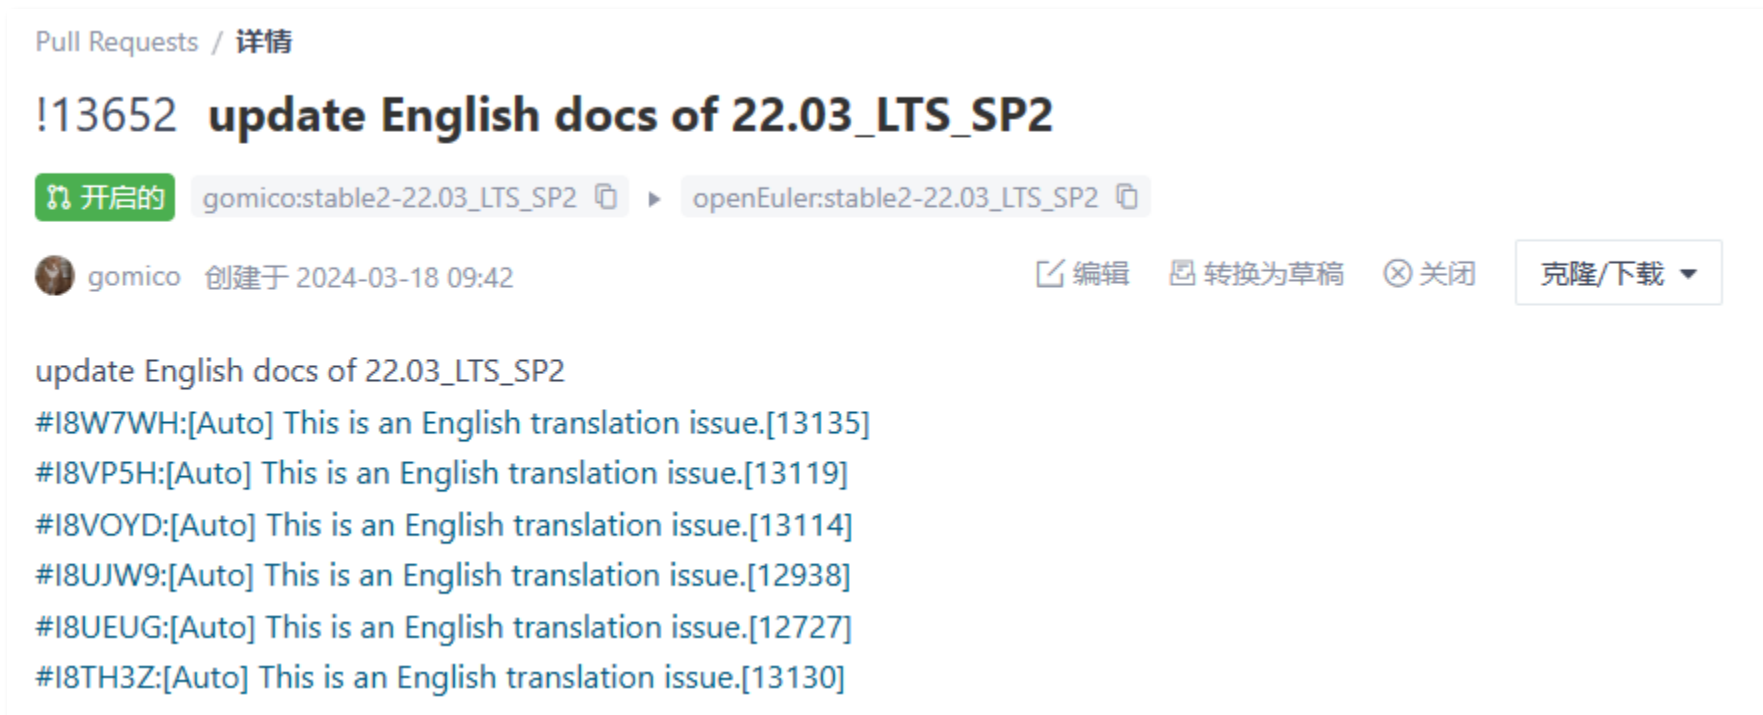 Pull Requests / 详情
!13652 update English docs of 22.03_LTS_SP2
开启的 gomico:stable2-22.03_LTS_SP2 openEuler:stable2-22.03_LTS_SP2
gomico 创建于 2024-03-18 09:42 编辑 转换为草稿 关闭 克隆/下载
update English docs of 22.03_LTS_SP2
#I8W7WH:[Auto] This is an English translation issue.[13135]
#I8VP5H:[Auto] This is an English translation issue.[13119]
#I8VOYD:[Auto] This is an English translation issue.[13114]
#I8UJW9:[Auto] This is an English translation issue.[12938]
#I8UEUG:[Auto] This is an English translation issue.[12727]
#I8TH3Z:[Auto] This is an English translation issue.[13130]